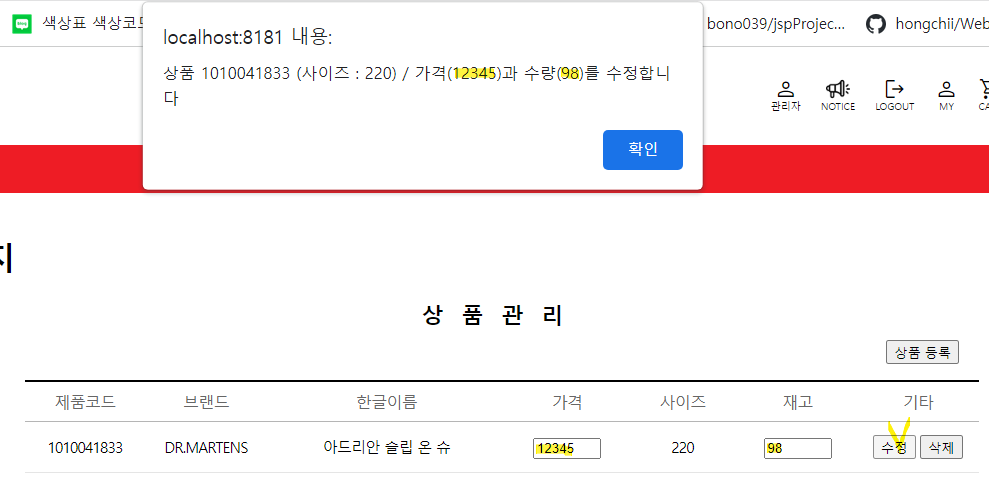 색상표 색상코드
bono039/jspProjec...
hongchii/Web
localhost:8181 내용:
상품 1010041833 (사이즈 : 220) / 가격(12345)과 수량(98)를 수정합니
다
확인
관리자 NOTICE LOGOUT MY CA
지
상 품 관 리
상품 등록
제품코드 브랜드 한글이름 가격 사이즈 재고 기타
1010041833 DR.MARTENS 아드리안 슬립 온 슈 12345 220 98 수정 삭제